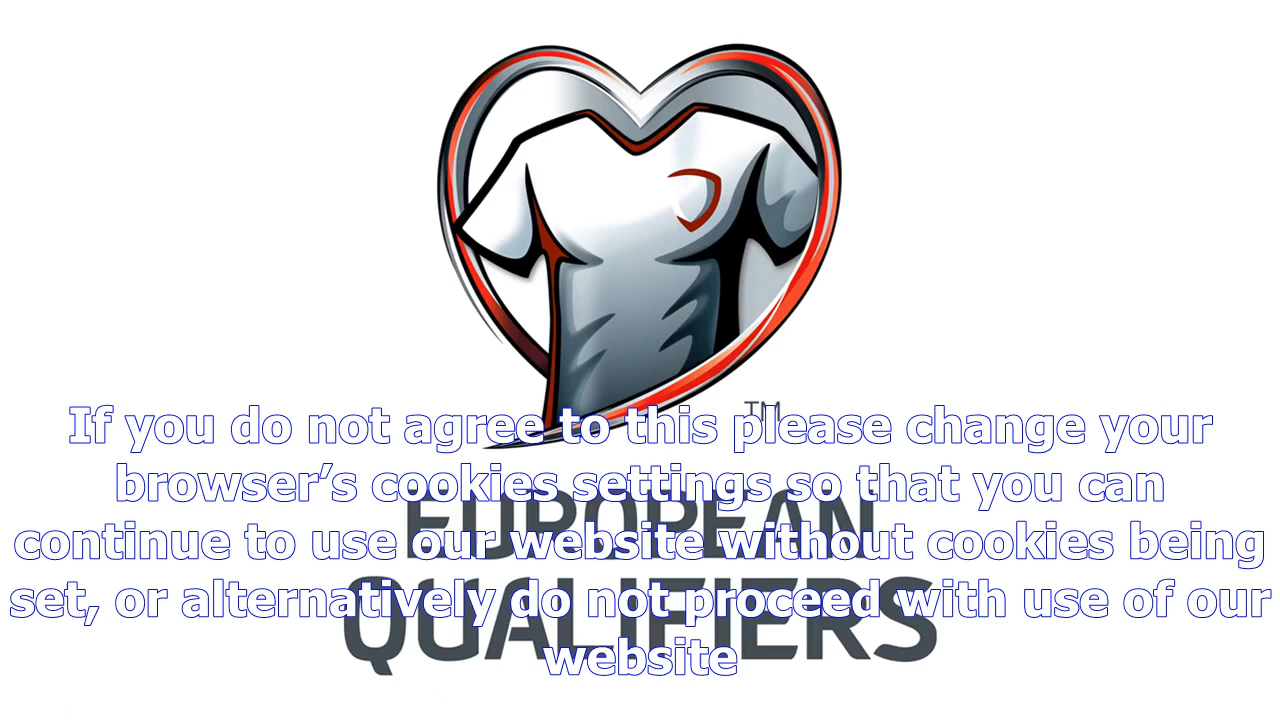 TM
If you do not agree to this please change your
browser’s cookies settings so that you can
continue to use our website without cookies being
set, or alternatively do not proceed with use of our
website
EUROPEAN
QUALIFIERS